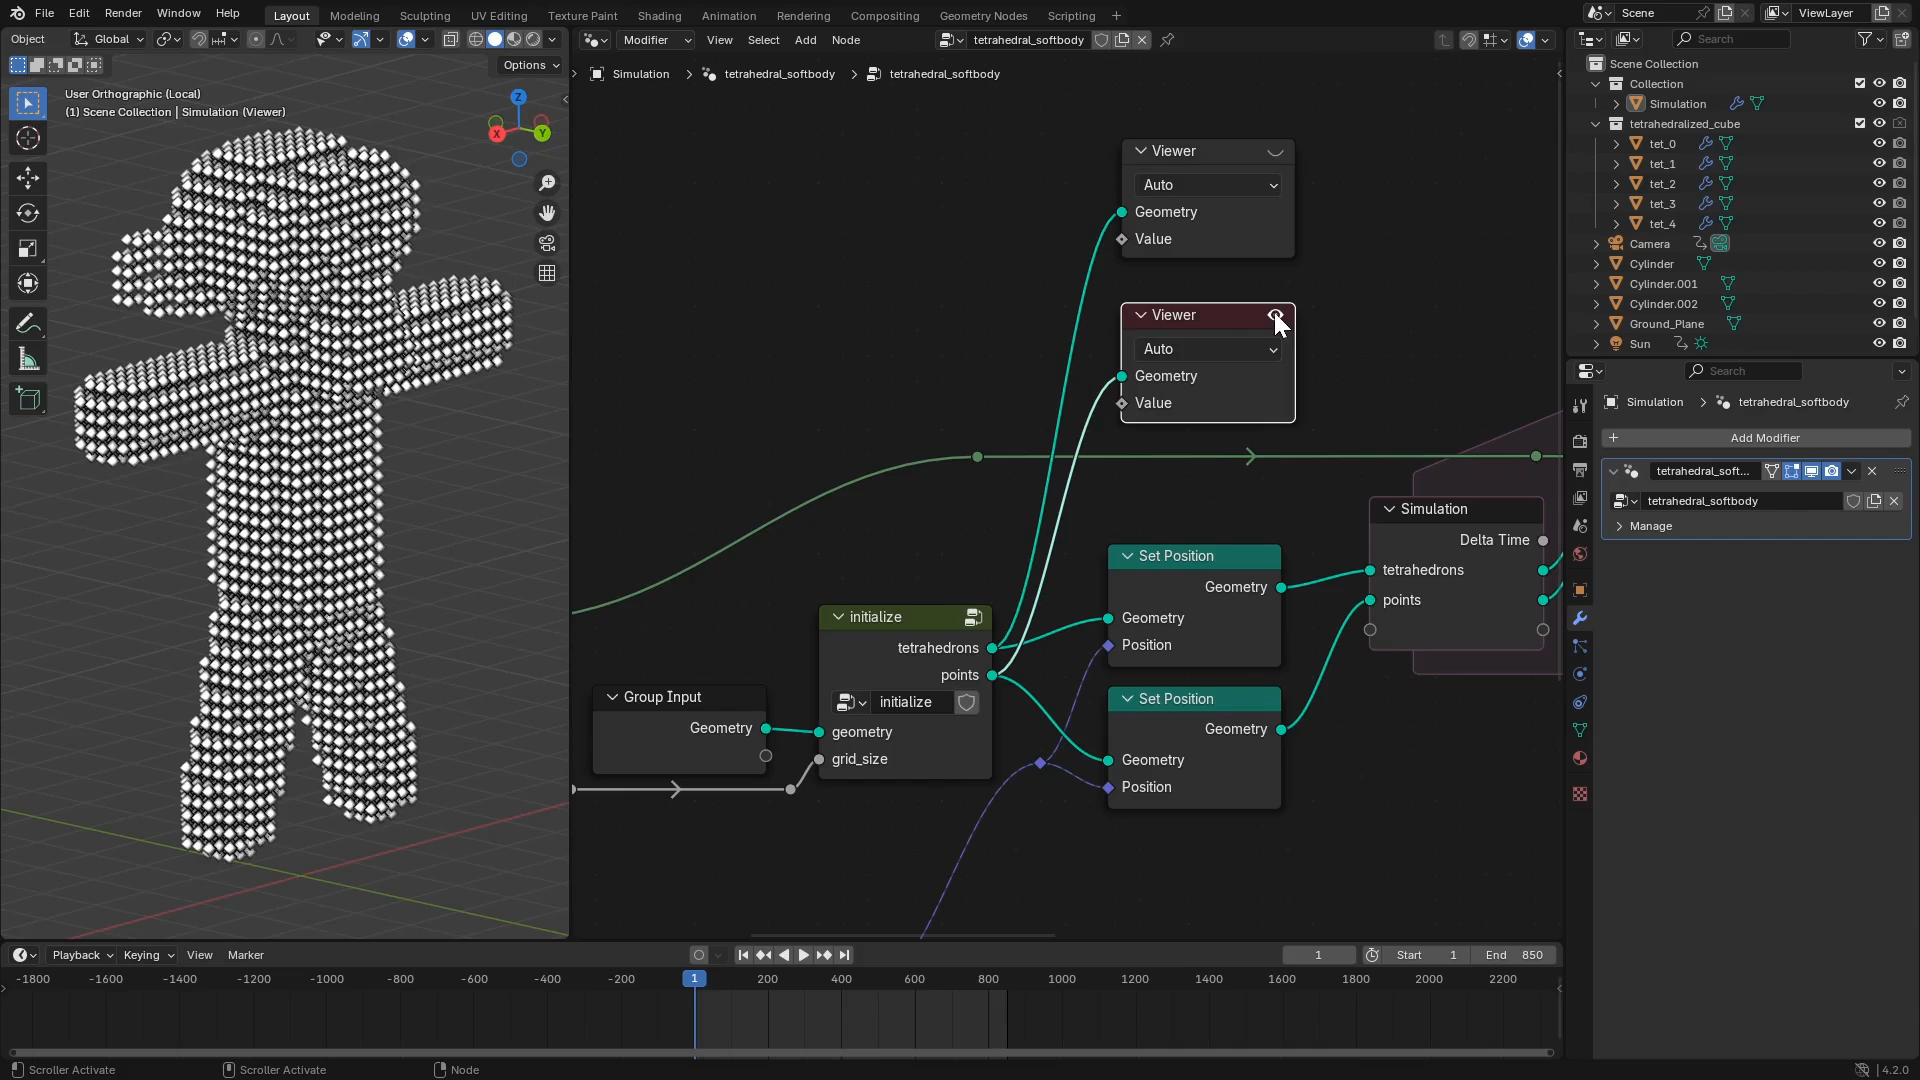 File Edit Render Window Help Layout Modeling Sculpting UV Editing Texture Paint Shading Animation Rendering Compositing Geometry Nodes Scripting + Scene ViewLayer
Object Global Modifier View Select Add Node tetrahedral_softbody Search
Options
Simulation > tetrahedral_softbody > tetrahedral_softbody
User Orthographic (Local)
(1) Scene Collection | Simulation (Viewer)
Z
X
Y
Viewer
Auto
Geometry
Value
Viewer
Auto
Geometry
Value
Simulation
Delta Time
tetrahedrons
points
Set Position
Geometry
Geometry
Position
Set Position
Geometry
Geometry
Position
initialize
tetrahedrons
points
initialize
geometry
grid_size
Group Input
Geometry
Scene Collection
Collection
Simulation
tetrahedralized_cube
tet_0
tet_1
tet_2
tet_3
tet_4
Camera
Cylinder
Cylinder.001
Cylinder.002
Ground_Plane
Sun
Search
Simulation > tetrahedral_softbody
+ Add Modifier
tetrahedral_soft...
tetrahedral_softbody
Manage
Playback Keying View Marker 1 Start 1 End 850
-1800 -1600 -1400 -1200 -1000 -800 -600 -400 -200 1 200 400 600 800 1000 1200 1400 1600 1800 2000 2200
Scroller Activate Scroller Activate Node 4.2.0